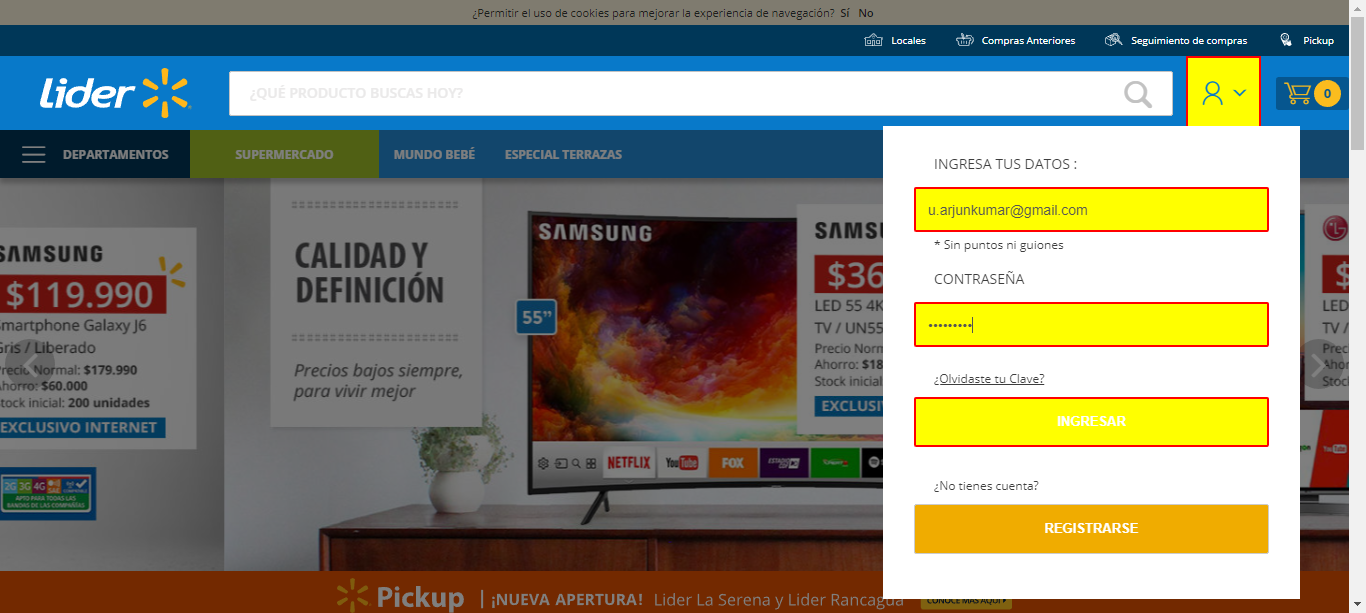 ¿Permitir el uso de cookies para mejorar la experiencia de navegación? Sí No
Locales Compras Anteriores Seguimiento de compras Pickup
Lider
¿QUÉ PRODUCTO BUSCAS HOY?
0
DEPARTAMENTOS SUPERMERCADO MUNDO BEBÉ ESPECIAL TERRAZAS
INGRESA TUS DATOS :
u.arjunkumar@gmail.com
* Sin puntos ni guiones
CONTRASEÑA
•••••••••
¿Olvidaste tu Clave?
INGRESAR
¿No tienes cuenta?
REGISTRARSE
SAMSUNG
$119.990
Smartphone Galaxy J6
Gris / Liberado
Precio Normal: $179.990
Ahorro: $60.000
Stock inicial: 200 unidades
EXCLUSIVO INTERNET
2G 3G 4G
APTO PARA TODAS LAS
BANDAS DE LAS COMPAÑÍAS
CALIDAD Y
DEFINICIÓN
Precios bajos siempre,
para vivir mejor
SAMSUNG
55”
NETFLIX YouTube FOX
SAMS
$36
LED 55 4K
TV / UN55
Precio Norm
Ahorro: $18
Stock inicial
EXCLUSI
LG
$
LED
TV /
Preci
Aho
Stoc
YouTube
Pickup | ¡NUEVA APERTURA! Lider La Serena y Lider Rancagua CONOCE MÁS AQUÍ